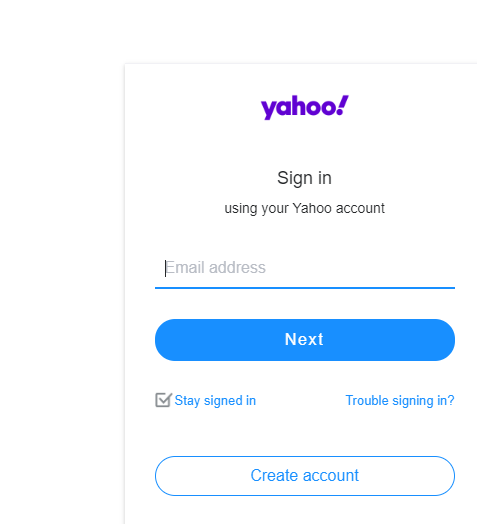 yahoo!
Sign in
using your Yahoo account
Email address
Next
Stay signed in Trouble signing in?
Create account